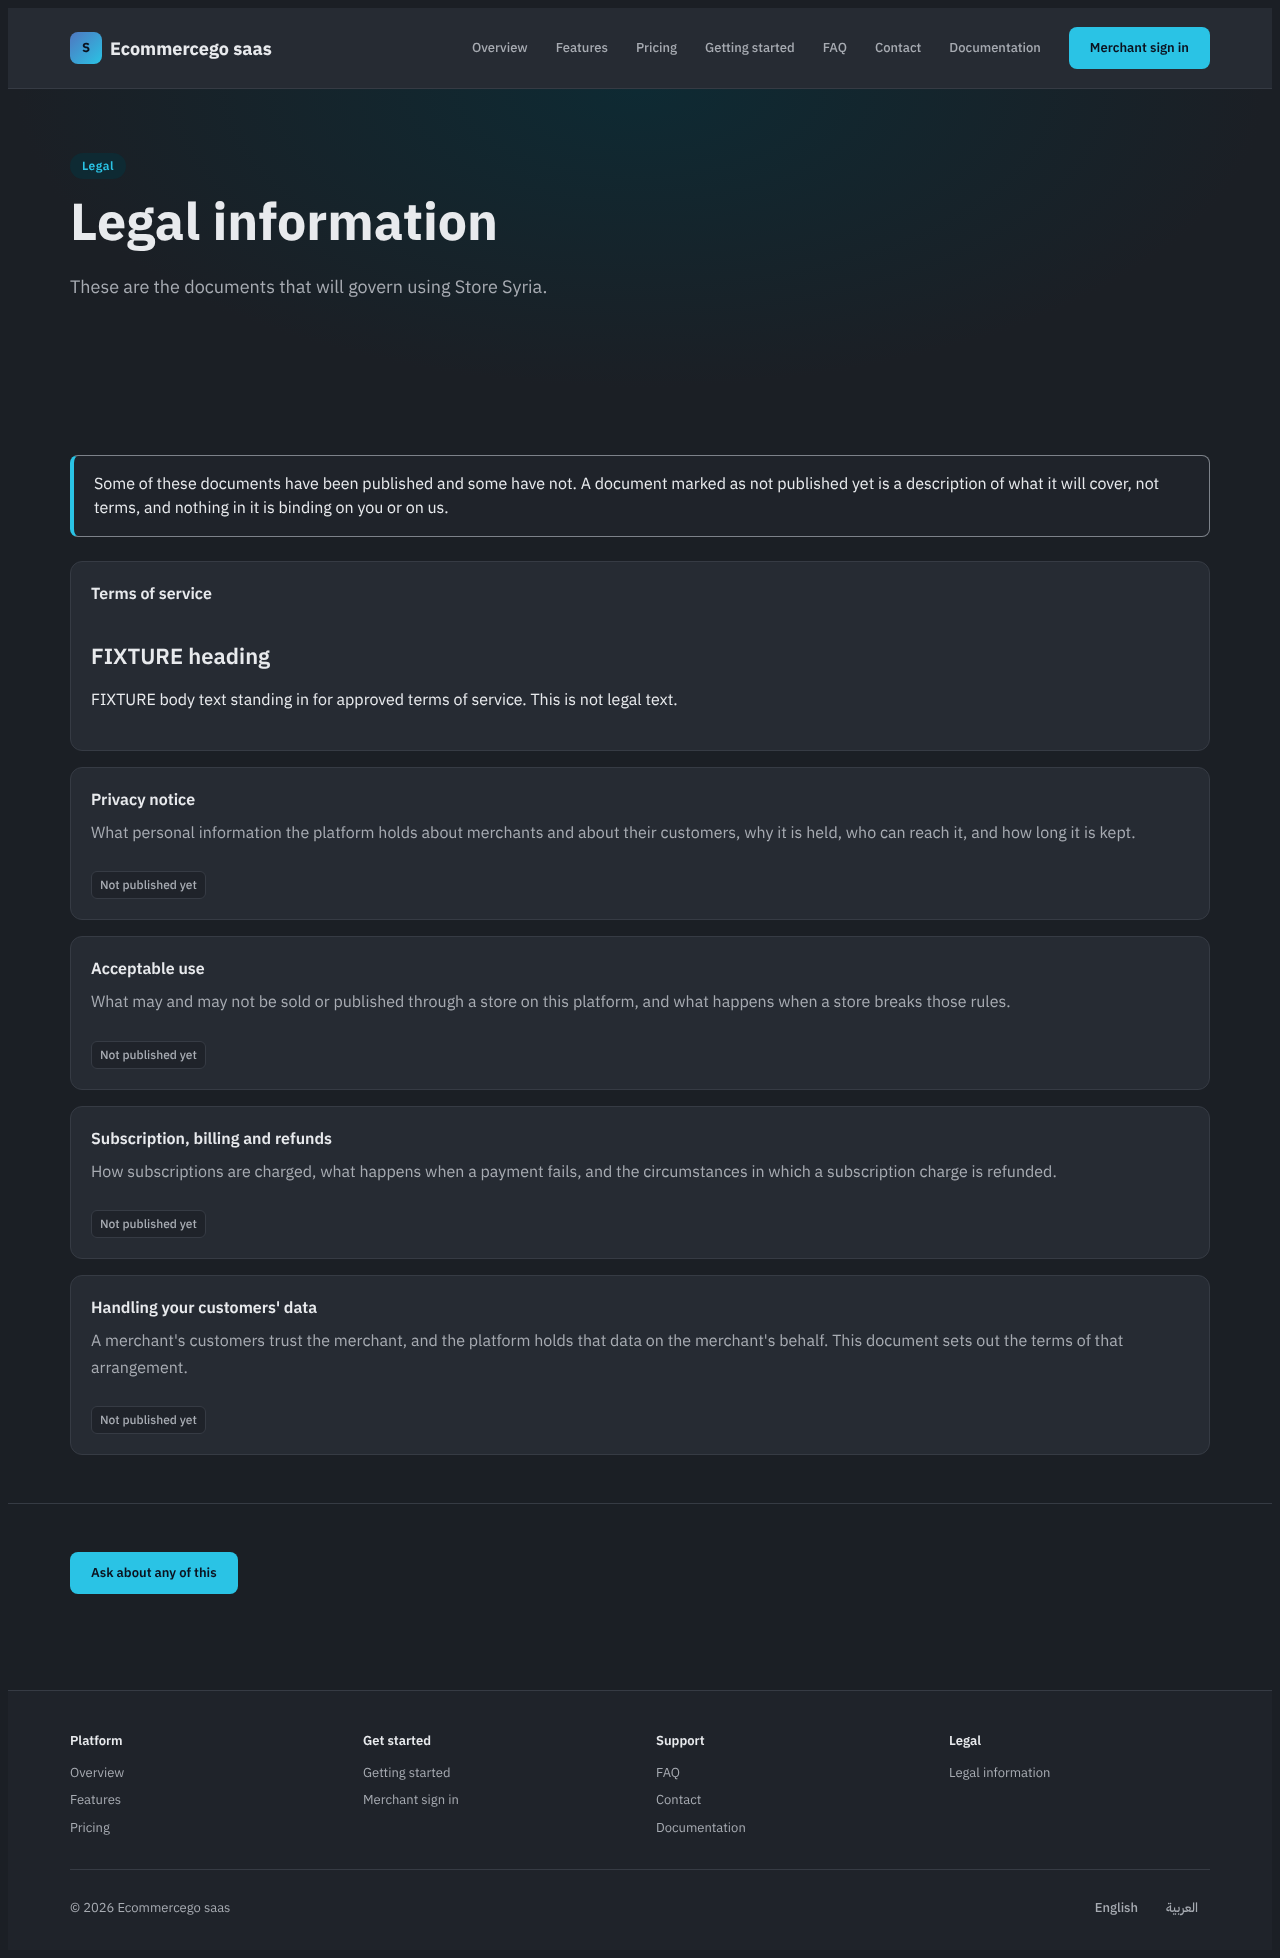 S Ecommercego saas
Overview Features Pricing Getting started FAQ Contact Documentation Merchant sign in
Legal
Legal information
These are the documents that will govern using Store Syria.
Some of these documents have been published and some have not. A document marked as not published yet is a description of what it will cover, not
terms, and nothing in it is binding on you or on us.
Terms of service
FIXTURE heading
FIXTURE body text standing in for approved terms of service. This is not legal text.
Privacy notice
What personal information the platform holds about merchants and about their customers, why it is held, who can reach it, and how long it is kept.
Not published yet
Acceptable use
What may and may not be sold or published through a store on this platform, and what happens when a store breaks those rules.
Not published yet
Subscription, billing and refunds
How subscriptions are charged, what happens when a payment fails, and the circumstances in which a subscription charge is refunded.
Not published yet
Handling your customers' data
A merchant's customers trust the merchant, and the platform holds that data on the merchant's behalf. This document sets out the terms of that
arrangement.
Not published yet
Ask about any of this
Platform
Overview
Features
Pricing
Get started
Getting started
Merchant sign in
Support
FAQ
Contact
Documentation
Legal
Legal information
© 2026 Ecommercego saas
English العربية